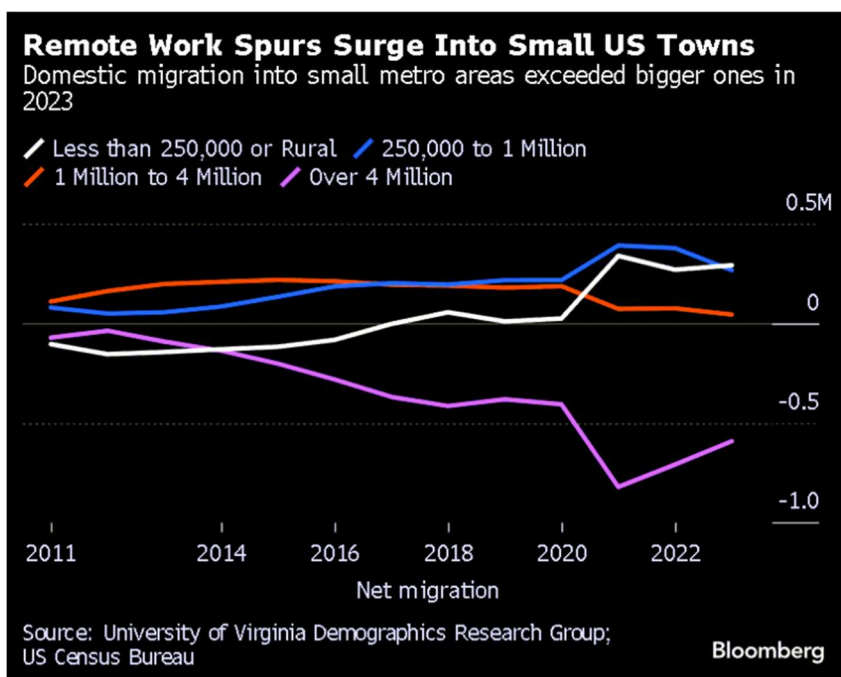 Remote Work Spurs Surge Into Small US Towns
Domestic migration into small metro areas exceeded bigger ones in
2023
Less than 250,000 or Rural
250,000 to 1 Million
1 Million to 4 Million
Over 4 Million
0.5M
0
-0.5
-1.0
2011
2014
2016
2018
2020
2022
Net migration
Source: University of Virginia Demographics Research Group;
US Census Bureau
Bloomberg